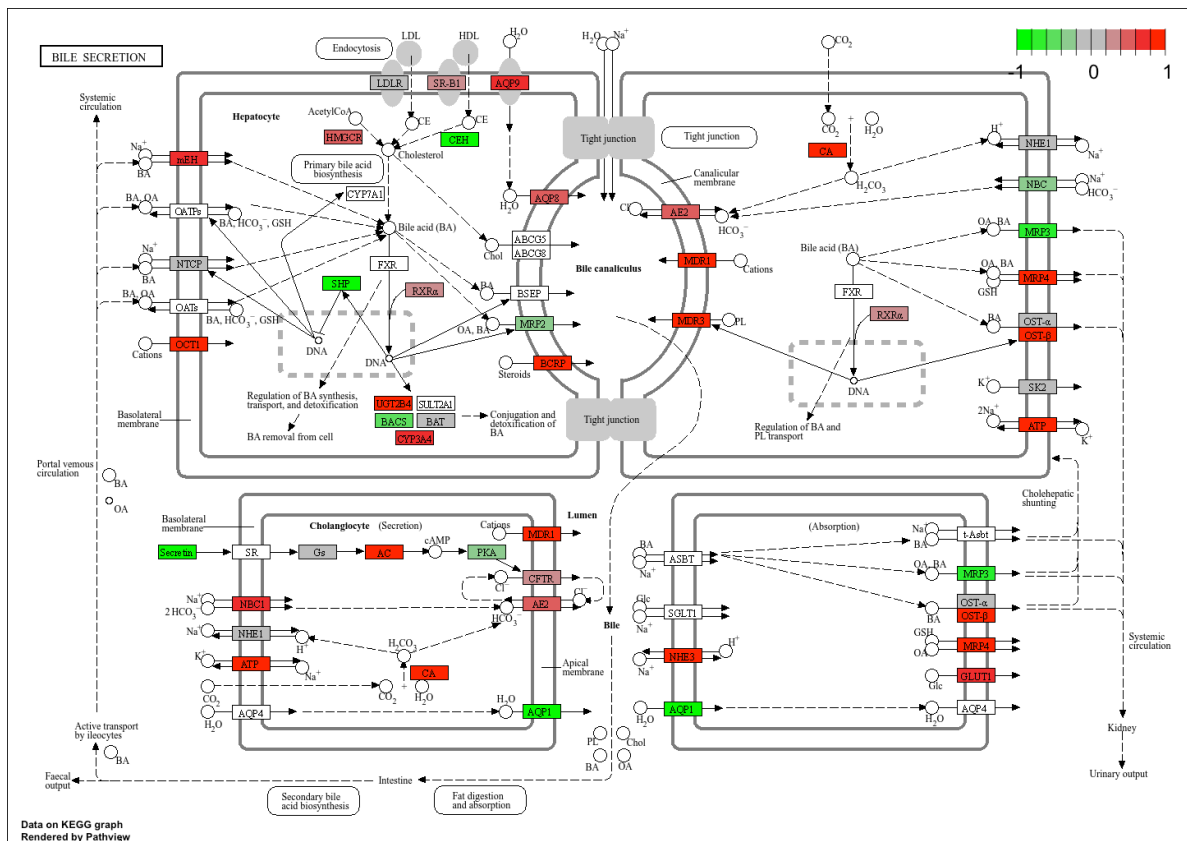 BILE SECRETION
-1 0 1
Endocytosis
LDL
HDL
H2O
H2O
Na+
CO2
LDLR
SR-B1
AQP9
Systemic
circulation
Hepatocyte
AcetylCoA
CE
CE
HMGCR
CEH
Cholesterol
Primary bile acid
biosynthesis
CYP7A1
Tight junction
Tight junction
Canalicular
membrane
CO2
+
H2O
CA
H2CO3
H+
NHE1
Na+
NBC
Na+
HCO3−
Na+
BA
mEH
BA, OA
OATPs
BA, HCO3−, GSH
Na+
BA
NTCP
BA, OA
OATs
BA, HCO3−, GSH
Cations
OCT1
Bile acid (BA)
FXR
SHP
RXRα
DNA
DNA
H2O
AQP8
Chol
ABCG5
ABCG8
BA
BSEP
OA, BA
MRP2
Steroids
BCRP
Bile canaliculus
Cl−
AE2
HCO3−
MDR1
Cations
MDR3
PL
Bile acid (BA)
FXR
RXRα
DNA
OA, BA
MRP3
OA, BA
GSH
MRP4
BA
OST-α
OST-β
K+
SK2
2Na+
ATP
K+
Regulation of BA synthesis,
transport, and detoxification
BA removal from cell
UGT2B4
SULT2A1
BACS
BAT
CYP3A4
Conjugation and
detoxification of
BA
Tight junction
Regulation of BA and
PL transport
Basolateral
membrane
Portal venous
circulation
BA
OA
Cholehepatic
shunting
Basolateral
membrane
Cholangiocyte
(Secretion)
Cations
Lumen
MDR1
Secretin
SR
Gs
AC
cAMP
PKA
CFTR
Cl−
Cl−
AE2
HCO3−
Na+
2HCO3−
NBC1
Na+
NHE1
H+
K+
ATP
Na+
H2CO3
CA
CO2
CO2
+
H2O
H2O
AQP4
H2O
AQP1
Apical
membrane
Bile
(Absorption)
BA
Na+
ASBT
Glc
Na+
SGLT1
H+
NHE3
Na+
H2O
AQP1
Na+
BA
t-Asbt
OA, BA
MRP3
BA
OST-α
OST-β
GSH
OA
MRP4
Glc
GLUT1
H2O
AQP4
Systemic
circulation
Active transport
by ileocytes
BA
PL
Chol
BA
OA
Kidney
Urinary output
Faecal
output
Intestine
Secondary bile
acid biosynthesis
Fat digestion
and absorption
Data on KEGG graph
Rendered by Pathview